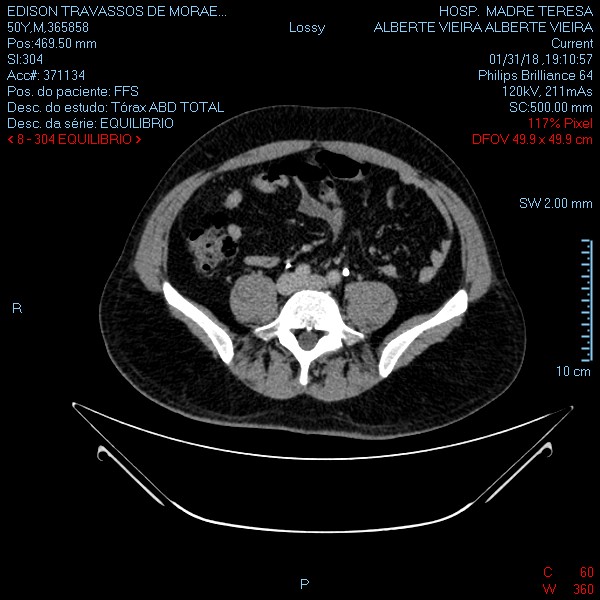 EDISON TRAVASSOS DE MORAE...
50Y,M,365858
Pos:469.50 mm
SI:304
Acc#: 371134
Pos. do paciente: FFS
Desc. do estudo: Tórax ABD TOTAL
Desc. da série: EQUILIBRIO
< 8 - 304 EQUILIBRIO >
Lossy
HOSP. MADRE TERESA
ALBERTE VIEIRA ALBERTE VIEIRA
Current
01/31/18 ,19:10:57
Philips Brilliance 64
120kV, 211mAs
SC:500.00 mm
117% Pixel
DFOV 49.9 x 49.9 cm
SW 2.00 mm
R
10 cm
P
C 60
W 360